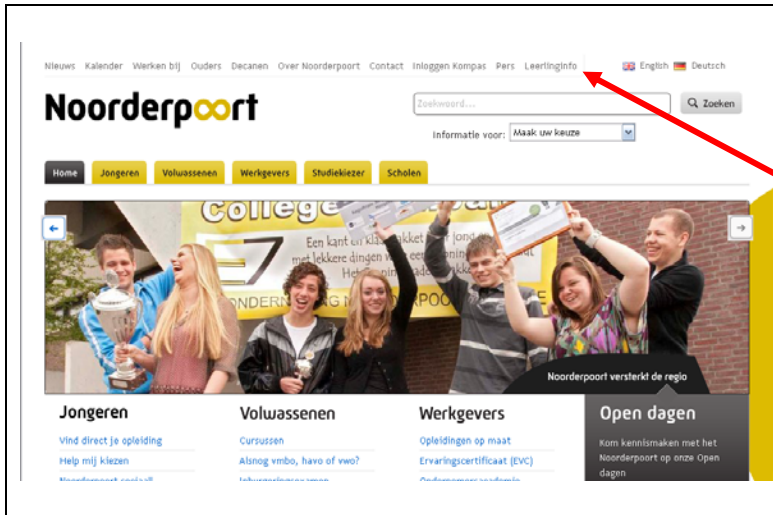 Nieuws Kalender Werken bij Ouders Decanen Over Noorderpoort Contact Inloggen Kompas Pers Leerlinginfo English Deutsch
Noorderpoort
Zoekwoord... Zoeken
Informatie voor: Maak uw keuze
Home Jongeren Volwassenen Werkgevers Studiekiezer Scholen
College
Een kant en klaar pakket voor jong
met lekkere dingen
Noorderpoort versterkt de regio
Jongeren Volwassenen Werkgevers Open dagen
Vind direct je opleiding Cursussen Opleidingen op maat Kom kennismaken met het
Help mij kiezen Alsnog vmbo, havo of vwo? Ervaringscertificaat (EVC) Noorderpoort op onze Open
dagen